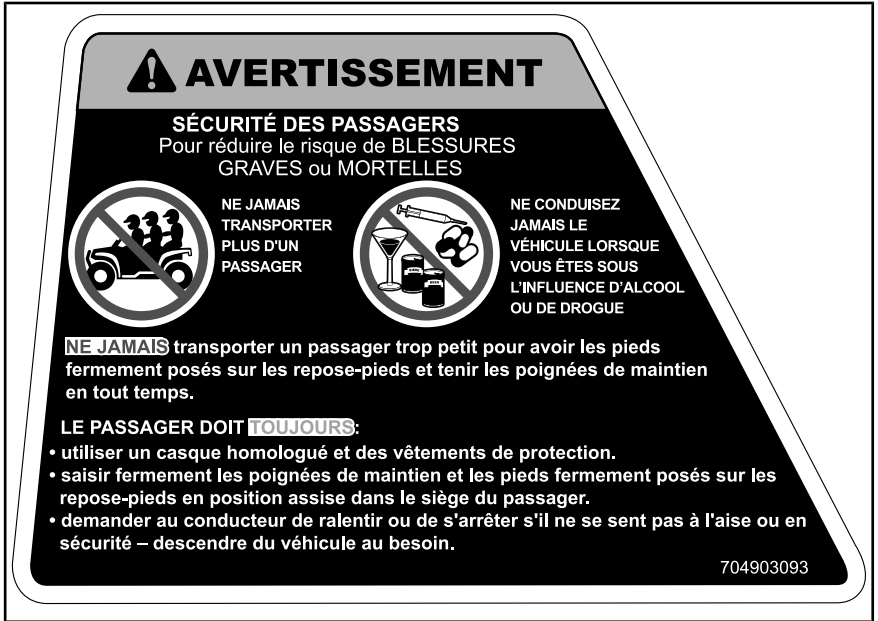 AVERTISSEMENT
SÉCURITÉ DES PASSAGERS
Pour réduire le risque de BLESSURES
GRAVES ou MORTELLES
NE JAMAIS
TRANSPORTER
PLUS D'UN
PASSAGER
NE CONDUISEZ
JAMAIS LE
VÉHICULE LORSQUE
VOUS ÊTES SOUS
L'INFLUENCE D'ALCOOL
OU DE DROGUE
NE JAMAIS transporter un passager trop petit pour avoir les pieds
fermement posés sur les repose-pieds et tenir les poignées de maintien
en tout temps.
LE PASSAGER DOIT TOUJOURS:
• utiliser un casque homologué et des vêtements de protection.
• saisir fermement les poignées de maintien et les pieds fermement posés sur les
repose-pieds en position assise dans le siège du passager.
• demander au conducteur de ralentir ou de s'arrêter s'il ne se sent pas à l'aise ou en
sécurité – descendre du véhicule au besoin.
704903093